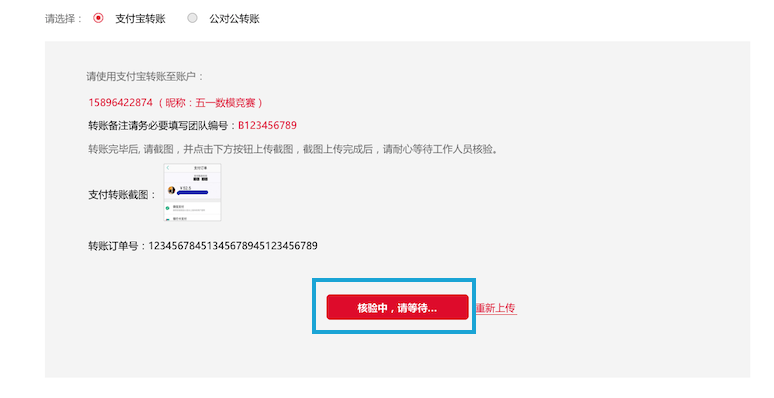 请选择： 支付宝转账 公对公转账
请使用支付宝转账至账户：
15896422874（昵称：五一数模竞赛）
转账备注请务必要填写团队编号：B123456789
转账完毕后, 请截图，并点击下方按钮上传截图，截图上传完成后，请耐心等待工作人员核验。
支付转账截图：
转账订单号：12345678451345678945123456789
核验中，请等待... 重新上传